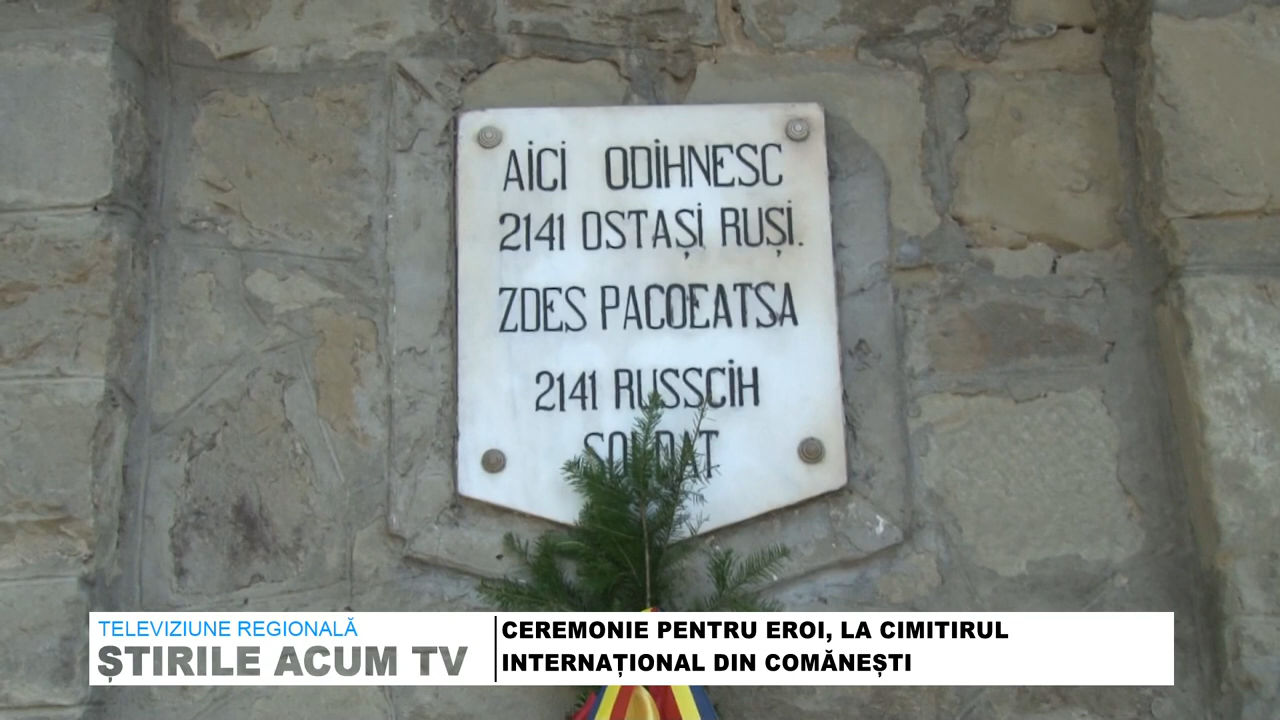 AICI ODIHNESC
2141 OSTAȘI RUȘI.
ZDES PACOEATSA
2141 RUSSCIH
SOLDAT
TELEVIZIUNE REGIONALĂ
ȘTIRILE ACUM TV
CEREMONIE PENTRU EROI, LA CIMITIRUL
INTERNAȚIONAL DIN COMĂNEȘTI